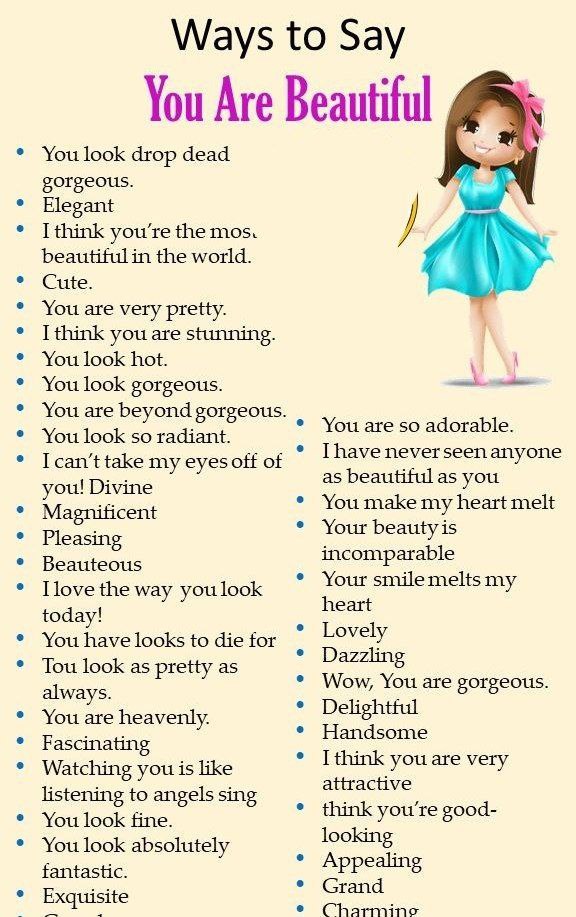 Ways to Say
You Are Beautiful
• You look drop dead
gorgeous.
• Elegant
• I think you're the most
beautiful in the world.
• Cute.
• You are very pretty.
• I think you are stunning.
• You look hot.
• You look gorgeous.
• You are beyond gorgeous.
• You look so radiant.
• I can't take my eyes off of
you! Divine
• Magnificent
• Pleasing
• Beauteous
• I love the way you look
today!
• You have looks to die for
• Tou look as pretty as
always.
• You are heavenly.
• Fascinating
• Watching you is like
listening to angels sing
• You look fine.
• You look absolutely
fantastic.
• Exquisite
• You are so adorable.
• I have never seen anyone
as beautiful as you
• You make my heart melt
• Your beauty is
incomparable
• Your smile melts my
heart
• Lovely
• Dazzling
• Wow, You are gorgeous.
• Delightful
• Handsome
• I think you are very
attractive
• think you're good-
looking
• Appealing
• Grand
• Charming